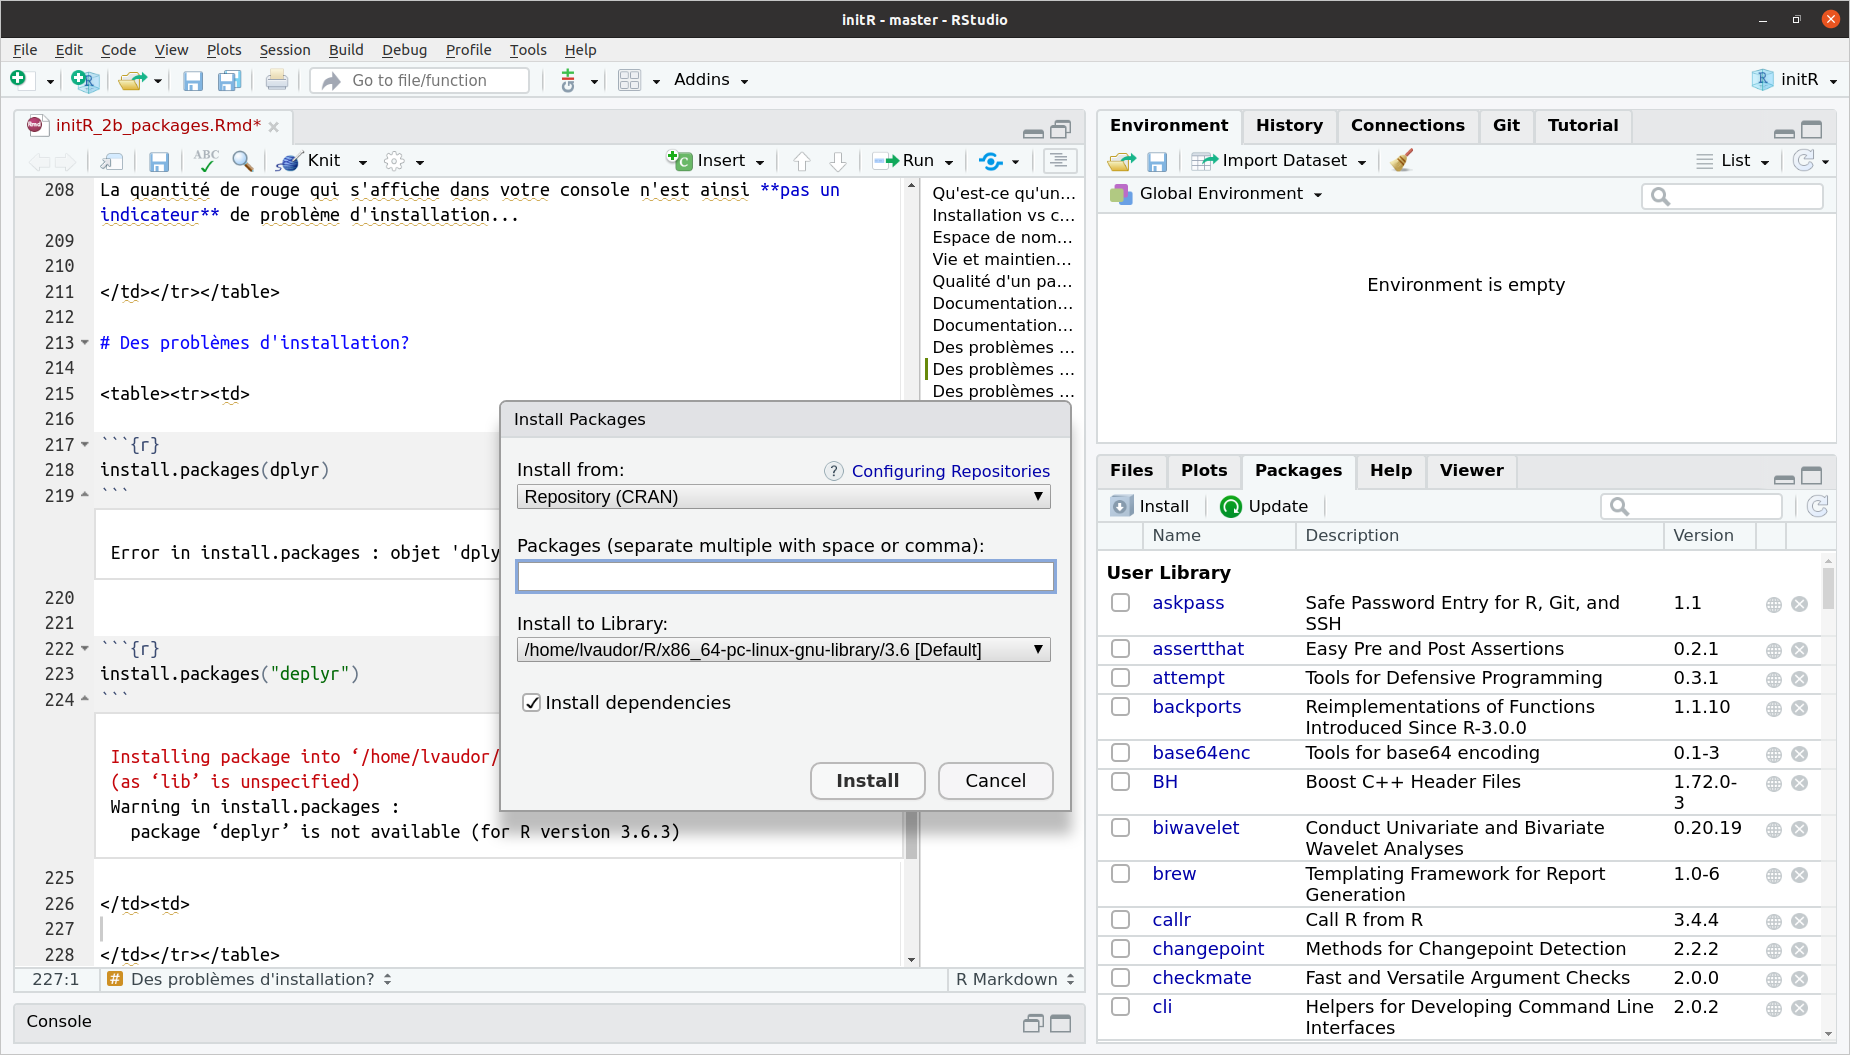 initR - master - RStudio
File Edit Code View Plots Session Build Debug Profile Tools Help
Go to file/function
Addins
initR
initR_2b_packages.Rmd*
ABC
Knit
Insert
Run
208 La quantité de rouge qui s'affiche dans votre console n'est ainsi **pas un
indicateur** de problème d'installation...
209
210
211 </td></tr></table>
212
213 # Des problèmes d'installation?
214
215 <table><tr><td>
216
217 ```{r}
218 install.packages(dplyr)
219 ```
Error in install.packages : objet 'dply
220
221
222 ```{r}
223 install.packages("deplyr")
224 ```
Installing package into ‘/home/lvaudor/
(as ‘lib’ is unspecified)
Warning in install.packages :
package ‘deplyr’ is not available (for R version 3.6.3)
225
226 </td><td>
227
228 </td></tr></table>
227:1 # Des problèmes d'installation? R Markdown
Console
Qu'est-ce qu'un...
Installation vs c...
Espace de nom...
Vie et maintien...
Qualité d'un pa...
Documentation...
Documentation...
Des problèmes ...
Des problèmes ...
Des problèmes ...
Install Packages
Install from:
? Configuring Repositories
Repository (CRAN)
Packages (separate multiple with space or comma):
Install to Library:
/home/lvaudor/R/x86_64-pc-linux-gnu-library/3.6 [Default]
Install dependencies
Install Cancel
Environment History Connections Git Tutorial
Import Dataset
List
Global Environment
Environment is empty
Files Plots Packages Help Viewer
Install Update
Name Description Version
User Library
askpass Safe Password Entry for R, Git, and 1.1
SSH
assertthat Easy Pre and Post Assertions 0.2.1
attempt Tools for Defensive Programming 0.3.1
backports Reimplementations of Functions 1.1.10
Introduced Since R-3.0.0
base64enc Tools for base64 encoding 0.1-3
BH Boost C++ Header Files 1.72.0-
3
biwavelet Conduct Univariate and Bivariate 0.20.19
Wavelet Analyses
brew Templating Framework for Report 1.0-6
Generation
callr Call R from R 3.4.4
changepoint Methods for Changepoint Detection 2.2.2
checkmate Fast and Versatile Argument Checks 2.0.0
cli Helpers for Developing Command Line 2.0.2
Interfaces